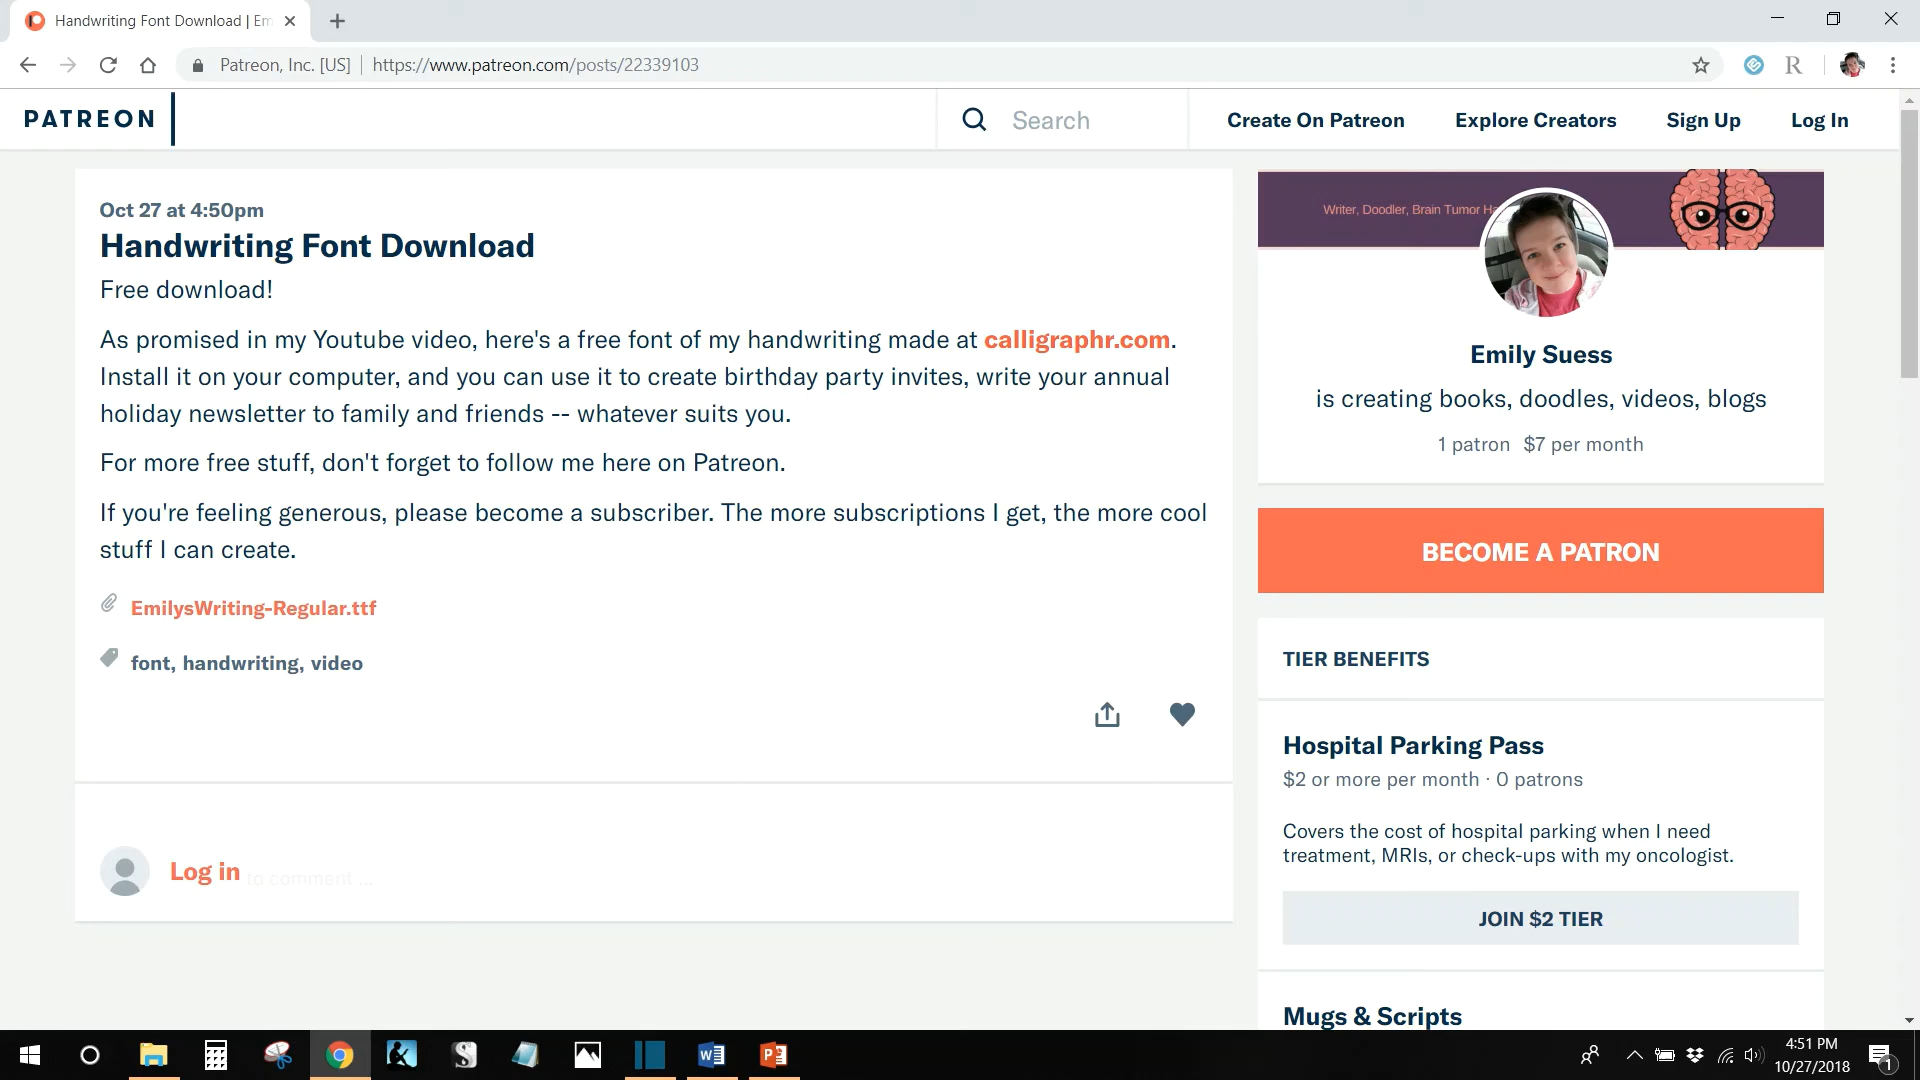 Handwriting Font Download | Em
Patreon, Inc. [US] https://www.patreon.com/posts/22339103
R
PATREON
Search
Create On Patreon
Explore Creators
Sign Up
Log In
Oct 27 at 4:50pm
Handwriting Font Download
Free download!
As promised in my Youtube video, here's a free font of my handwriting made at calligraphr.com.
Install it on your computer, and you can use it to create birthday party invites, write your annual
holiday newsletter to family and friends -- whatever suits you.
For more free stuff, don't forget to follow me here on Patreon.
If you're feeling generous, please become a subscriber. The more subscriptions I get, the more cool
stuff I can create.
EmilysWriting-Regular.ttf
font, handwriting, video
Log in to comment ...
Writer, Doodler, Brain Tumor Ha
Emily Suess
is creating books, doodles, videos, blogs
1 patron $7 per month
BECOME A PATRON
TIER BENEFITS
Hospital Parking Pass
$2 or more per month · 0 patrons
Covers the cost of hospital parking when I need
treatment, MRIs, or check-ups with my oncologist.
JOIN $2 TIER
Mugs & Scripts
4:51 PM
10/27/2018
1